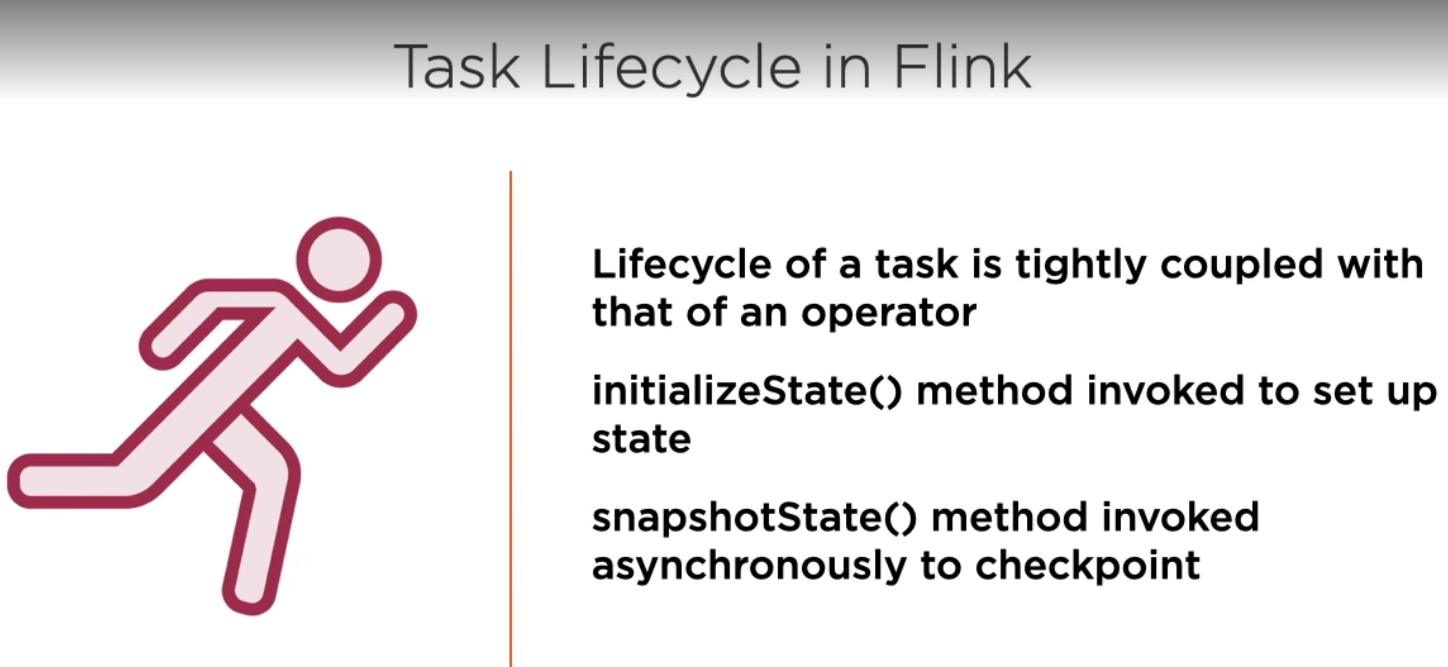 Task Lifecycle in Flink
Lifecycle of a task is tightly coupled with
that of an operator
initializeState() method invoked to set up
state
snapshotState() method invoked
asynchronously to checkpoint